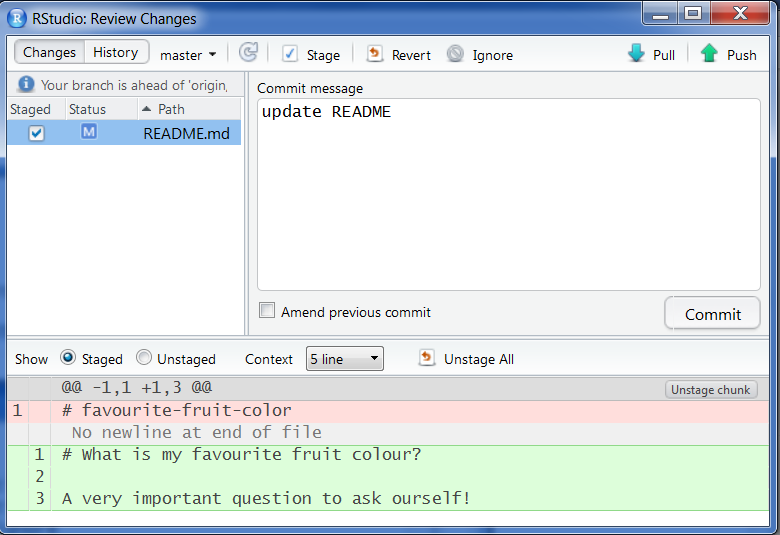 RStudio: Review Changes
Changes History master Stage Revert Ignore Pull Push
Your branch is ahead of 'origin,
Staged Status Path
M README.md
Commit message
update README
Amend previous commit
Commit
Show Staged Unstaged Context 5 line Unstage All
@@ -1,1 +1,3 @@ Unstage chunk
1 # favourite-fruit-color
No newline at end of file
1 # What is my favourite fruit colour?
2
3 A very important question to ask ourself!